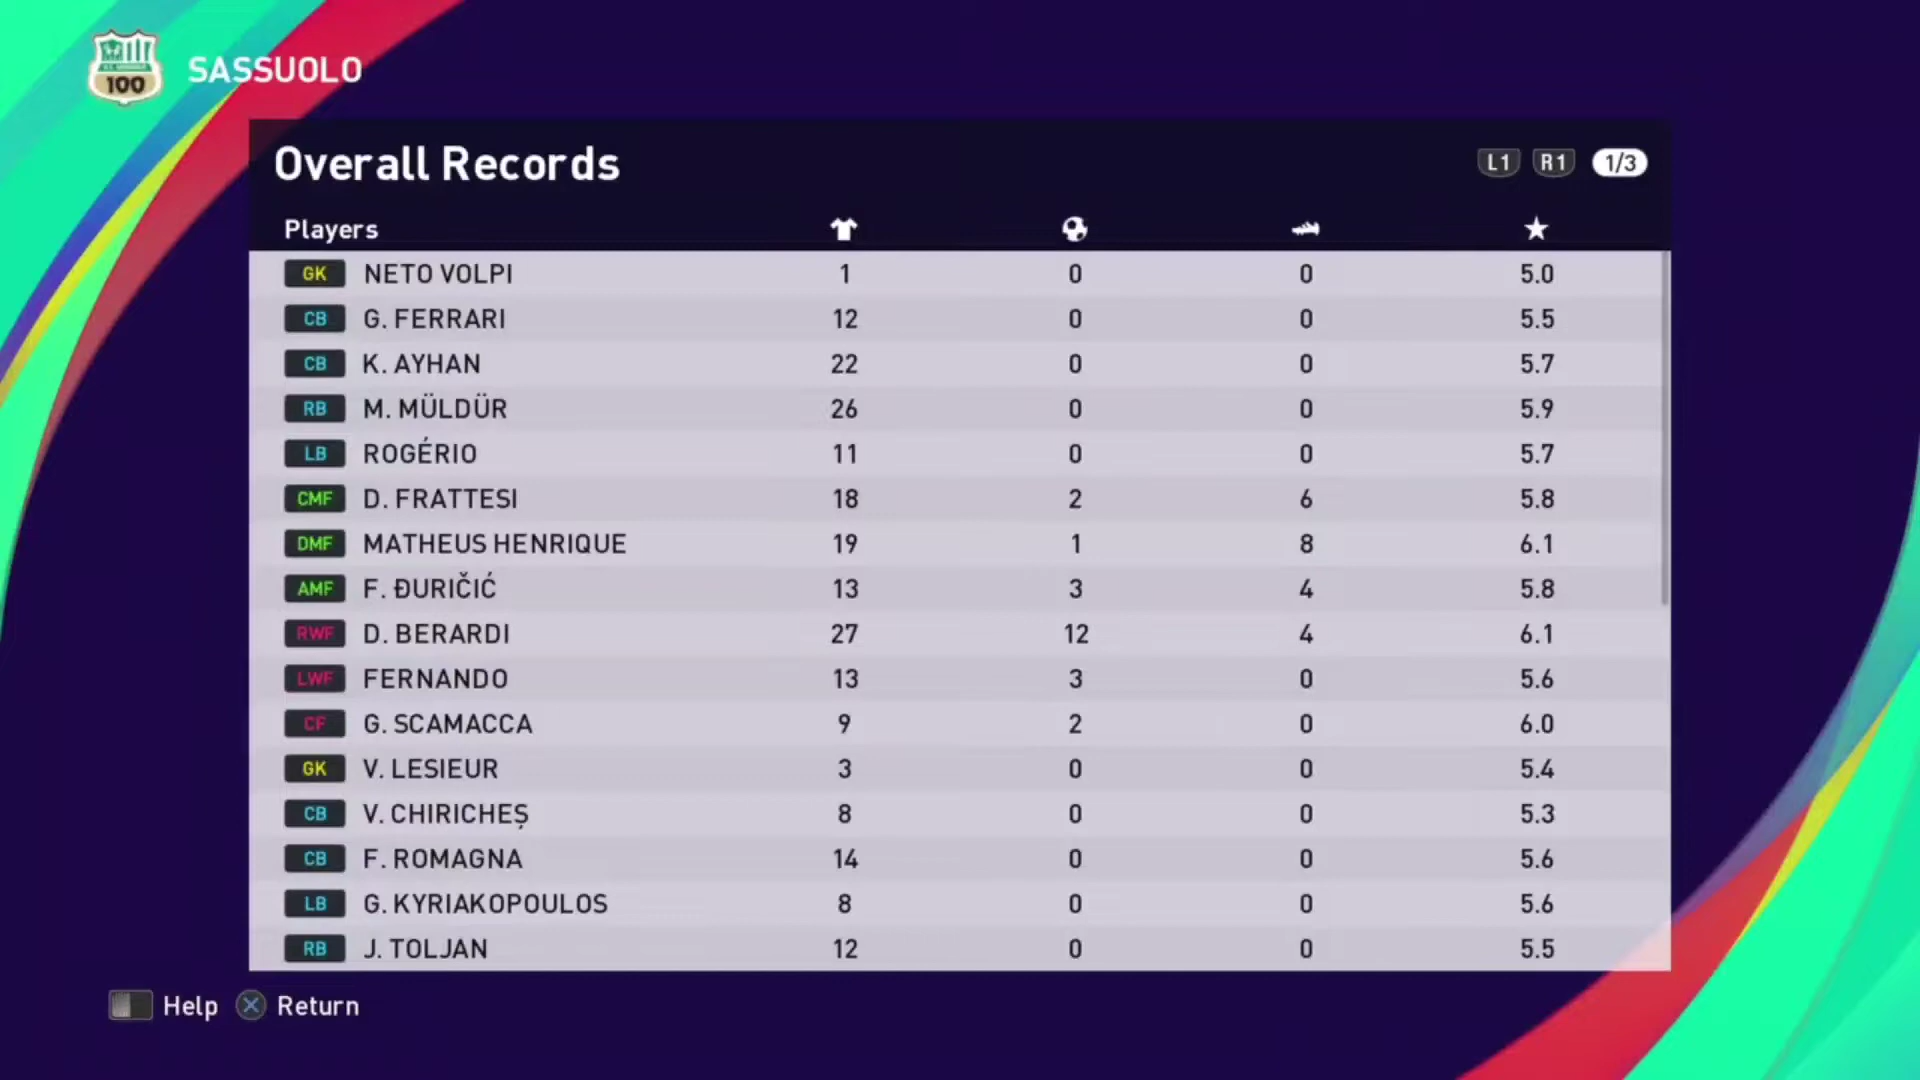 100
SASSUOLO
Overall Records
L1 R1 1/3
Players
GK NETO VOLPI 1 0 0 5.0
CB G. FERRARI 12 0 0 5.5
CB K. AYHAN 22 0 0 5.7
RB M. MÜLDÜR 26 0 0 5.9
LB ROGÉRIO 11 0 0 5.7
CMF D. FRATTESI 18 2 6 5.8
DMF MATHEUS HENRIQUE 19 1 8 6.1
AMF F. ĐURIČIĆ 13 3 4 5.8
RWF D. BERARDI 27 12 4 6.1
LWF FERNANDO 13 3 0 5.6
CF G. SCAMACCA 9 2 0 6.0
GK V. LESIEUR 3 0 0 5.4
CB V. CHIRICHEȘ 8 0 0 5.3
CB F. ROMAGNA 14 0 0 5.6
LB G. KYRIAKOPOULOS 8 0 0 5.6
RB J. TOLJAN 12 0 0 5.5
Help Return